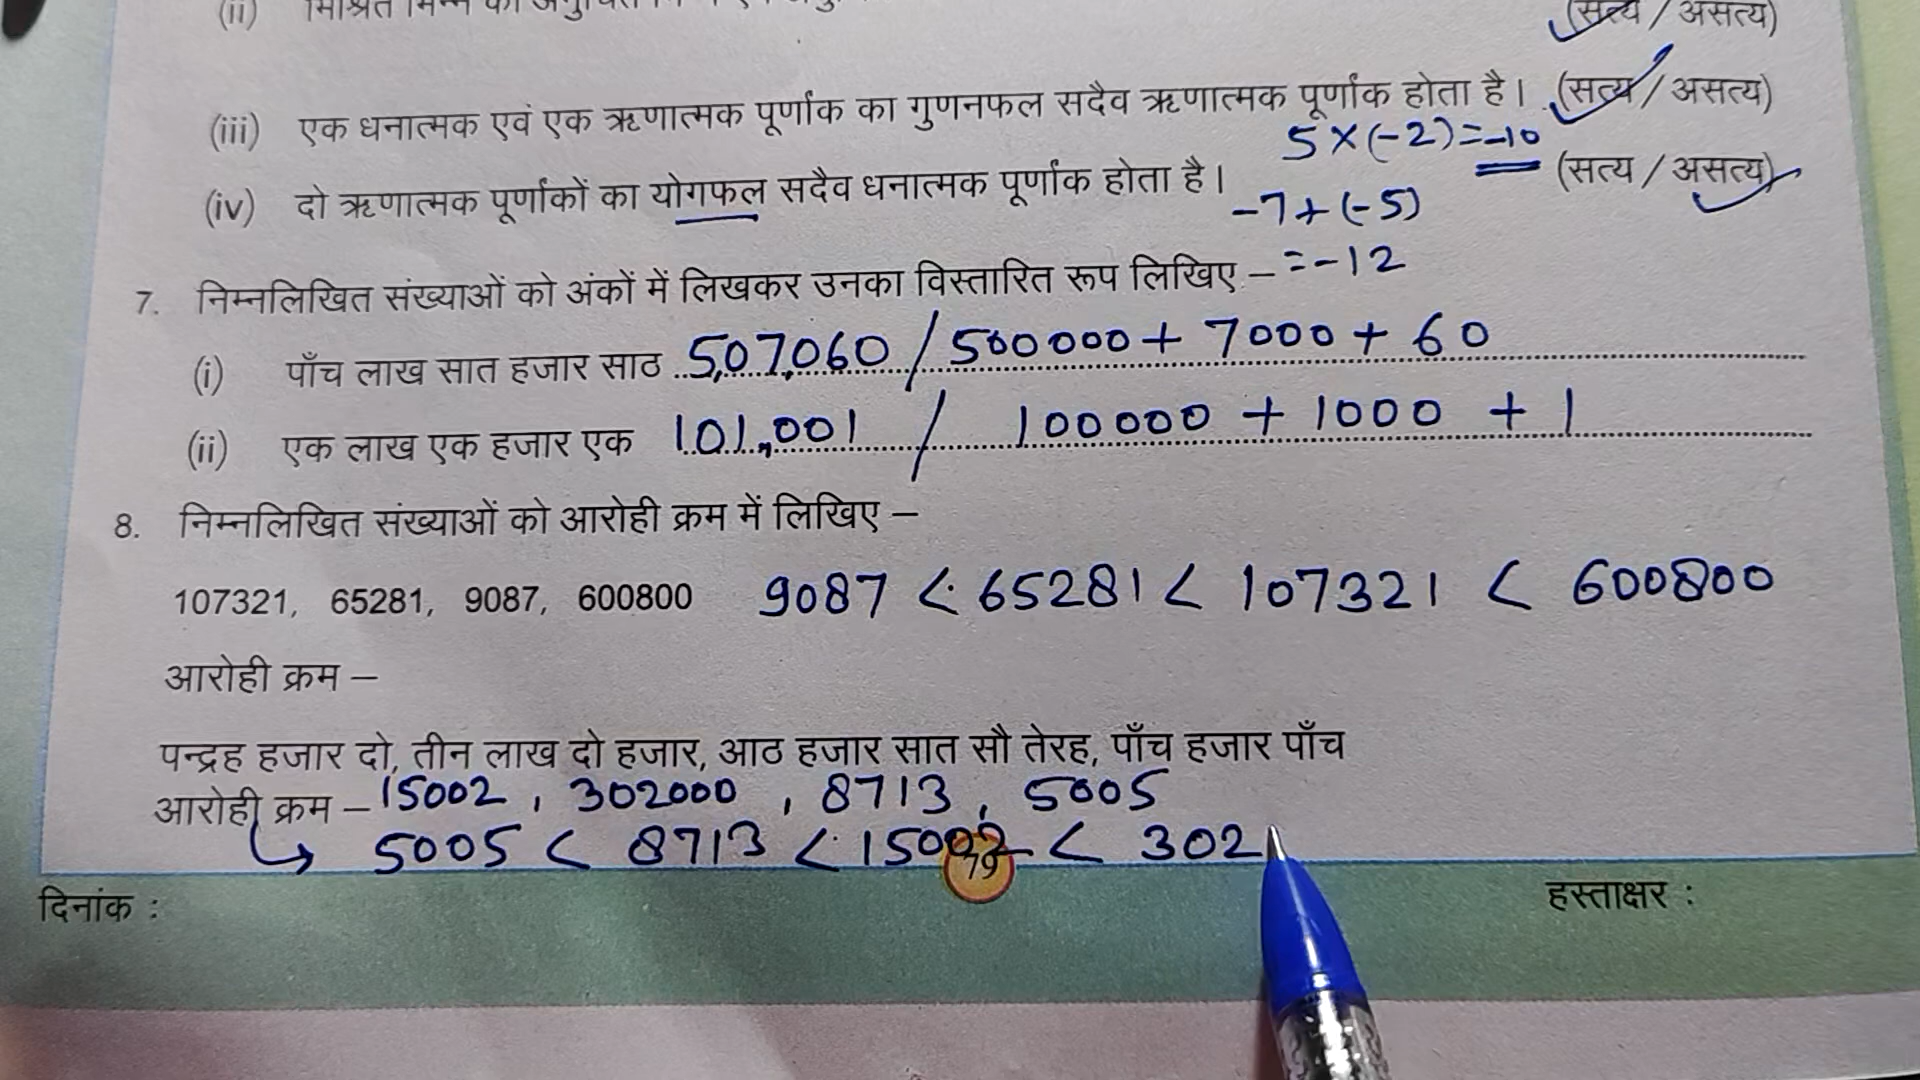 (ii) मिश्रित भिन्न को (सत्य / असत्य)
(iii) एक धनात्मक एवं एक ऋणात्मक पूर्णांक का गुणनफल सदैव ऋणात्मक पूर्णांक होता है। (सत्य / असत्य)
5 × (-2) = -10
(iv) दो ऋणात्मक पूर्णांकों का योगफल सदैव धनात्मक पूर्णांक होता है। (सत्य / असत्य)
-7 + (-5)
= -12
7. निम्नलिखित संख्याओं को अंकों में लिखकर उनका विस्तारित रूप लिखिए –
(i) पाँच लाख सात हजार साठ 5,07,060 / 500000 + 7000 + 60
(ii) एक लाख एक हजार एक 101,001 / 100000 + 1000 + 1
8. निम्नलिखित संख्याओं को आरोही क्रम में लिखिए –
107321, 65281, 9087, 600800 9087 < 65281 < 107321 < 600800
आरोही क्रम –
पन्द्रह हजार दो, तीन लाख दो हजार, आठ हजार सात सौ तेरह, पाँच हजार पाँच
आरोही क्रम – 15002 , 302000 , 8713 , 5005
↳ 5005 < 8713 < 15002 < 302
79
दिनांक : हस्ताक्षर :